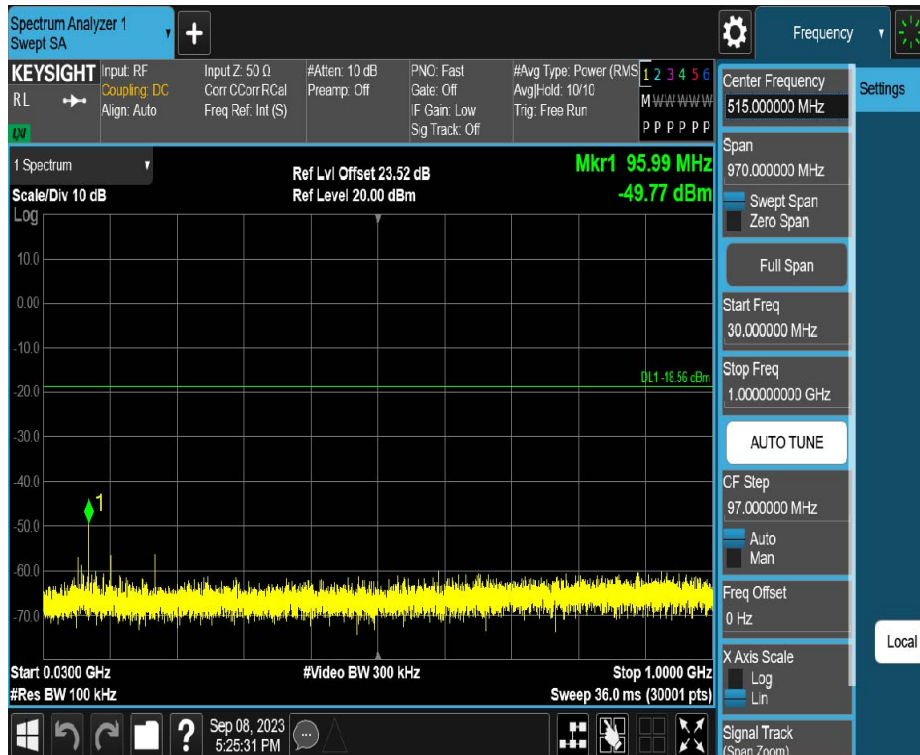 Spectrum Analyzer 1
Swept SA
+
Frequency
KEYSIGHT
RL
LXI
Input: RF
Coupling: DC
Align: Auto
Input Z: 50 Ω
Corr CCorr RCal
Freq Ref: Int (S)
#Atten: 10 dB
Preamp: Off
PNO: Fast
Gate: Off
IF Gain: Low
Sig Track: Off
#Avg Type: Power (RMS
Avg|Hold: 10/10
Trig: Free Run
1 2 3 4 5 6
M W W W W W
P P P P P P
1 Spectrum
Scale/Div 10 dB
Log
Ref Lvl Offset 23.52 dB
Ref Level 20.00 dBm
Mkr1 95.99 MHz
-49.77 dBm
10.0
0.00
-10.0
-20.0
-30.0
-40.0
-50.0
-60.0
-70.0
DL1 -18.56 dBm
1
Start 0.0300 GHz
#Res BW 100 kHz
#Video BW 300 kHz
Stop 1.0000 GHz
Sweep 36.0 ms (30001 pts)
?
Sep 08, 2023
5:25:31 PM
Center Frequency
515.000000 MHz
Span
970.000000 MHz
Swept Span
Zero Span
Full Span
Start Freq
30.000000 MHz
Stop Freq
1.000000000 GHz
AUTO TUNE
CF Step
97.000000 MHz
Auto
Man
Freq Offset
0 Hz
X Axis Scale
Log
Lin
Signal Track
(Span Zoom)
Settings
Local